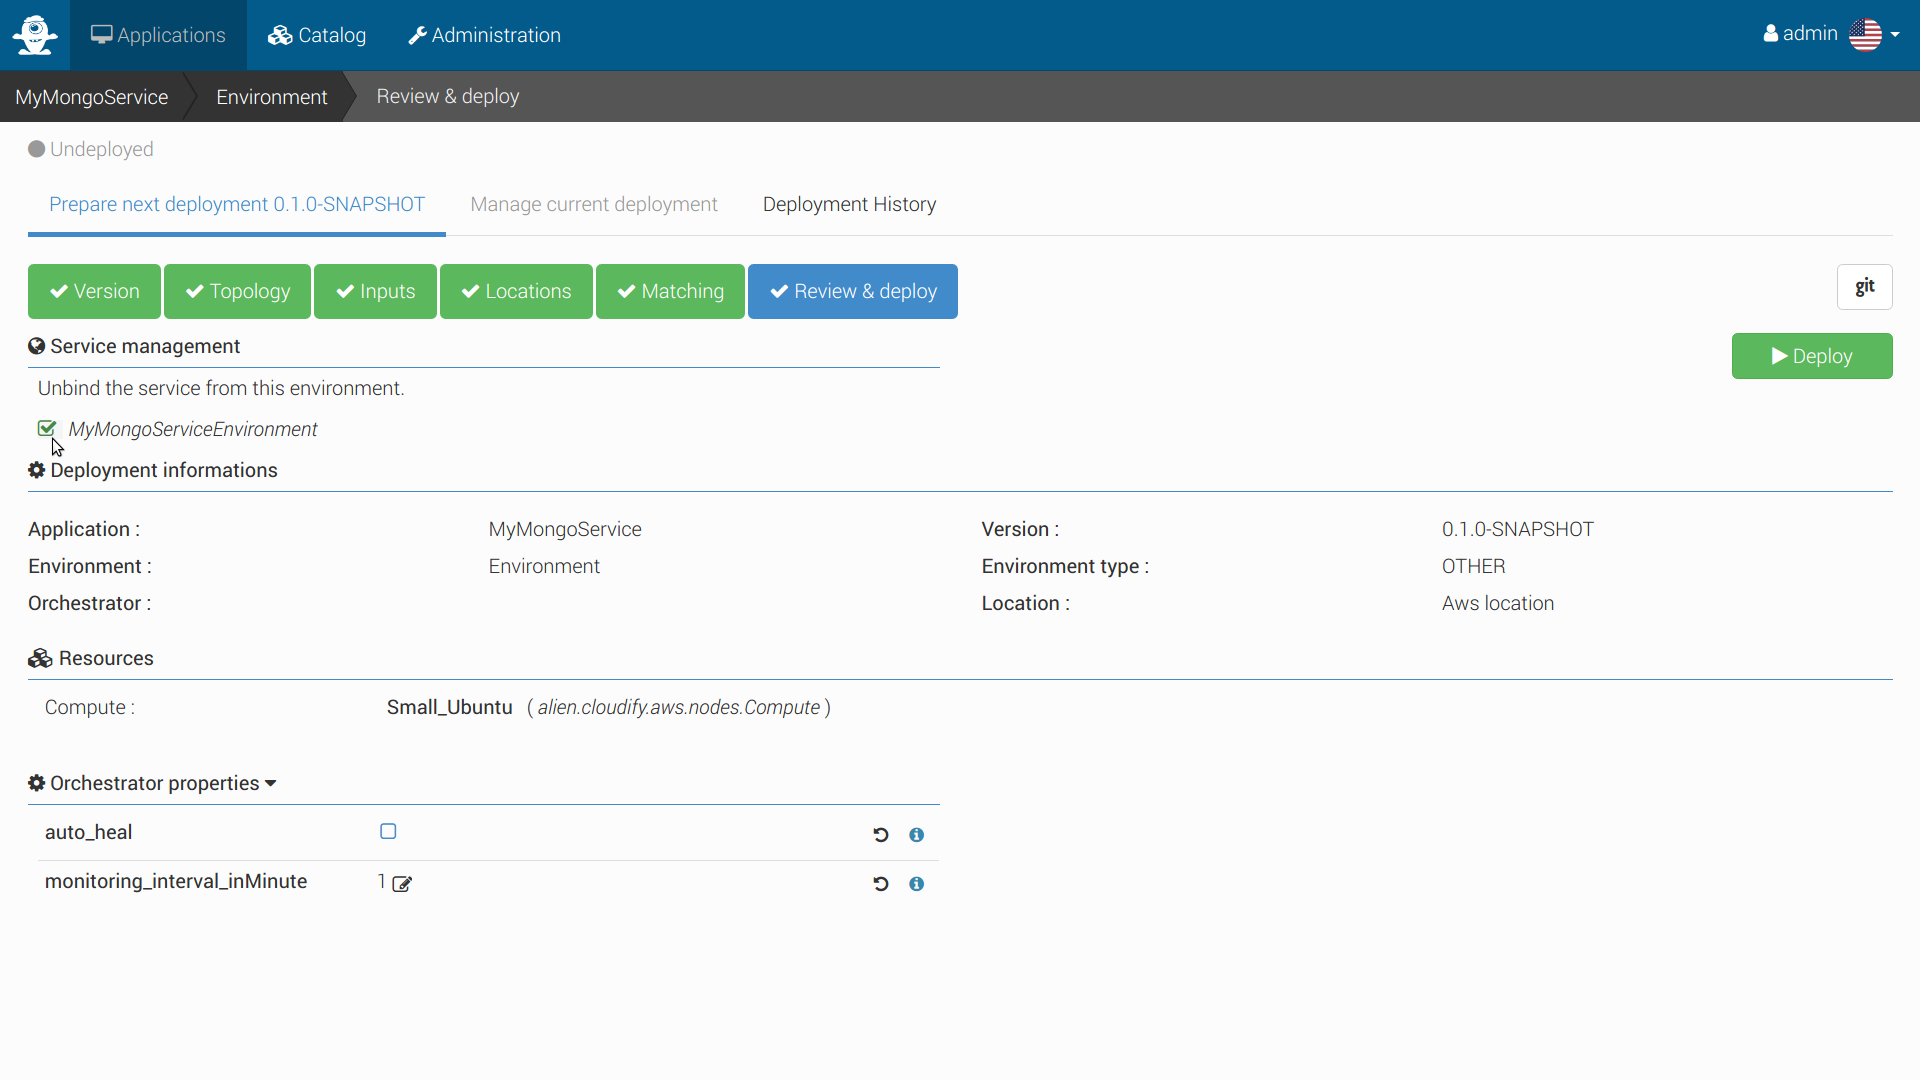 Applications Catalog Administration admin
MyMongoService Environment Review & deploy
Undeployed
Prepare next deployment 0.1.0-SNAPSHOT Manage current deployment Deployment History
Version Topology Inputs Locations Matching Review & deploy git
Service management
Deploy
Unbind the service from this environment.
MyMongoServiceEnvironment
Deployment informations
Application : MyMongoService Version : 0.1.0-SNAPSHOT
Environment : Environment Environment type : OTHER
Orchestrator : Location : Aws location
Resources
Compute : Small_Ubuntu ( alien.cloudify.aws.nodes.Compute )
Orchestrator properties
auto_heal
monitoring_interval_inMinute 1